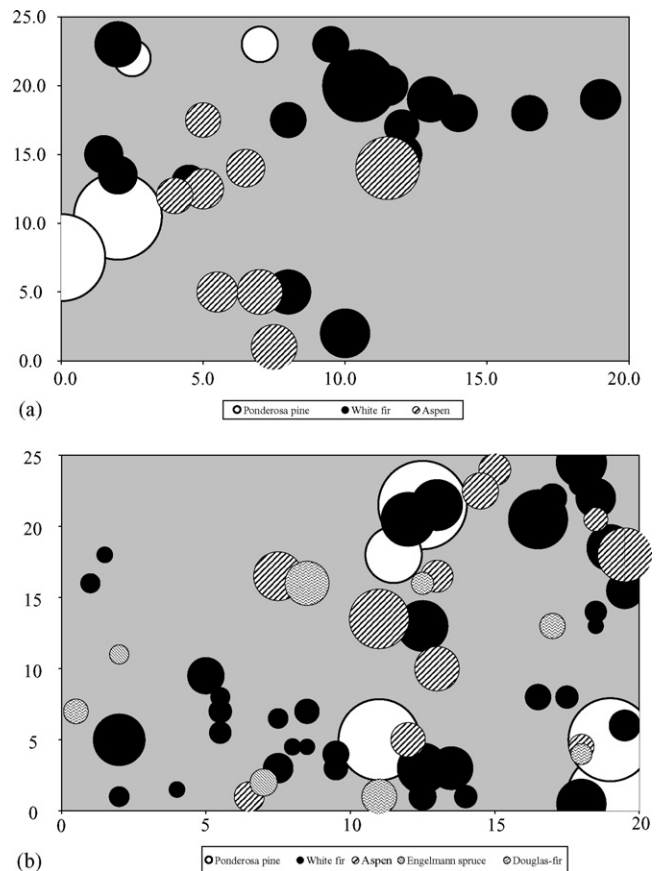 25.0
20.0
15.0
10.0
5.0
0.0
0.0 5.0 10.0 15.0 20.0
(a)
Ponderosa pine White fir Aspen
25
20
15
10
5
0
0 5 10 15 20
(b)
Ponderosa pine White fir Aspen Engelmann spruce Douglas-fir